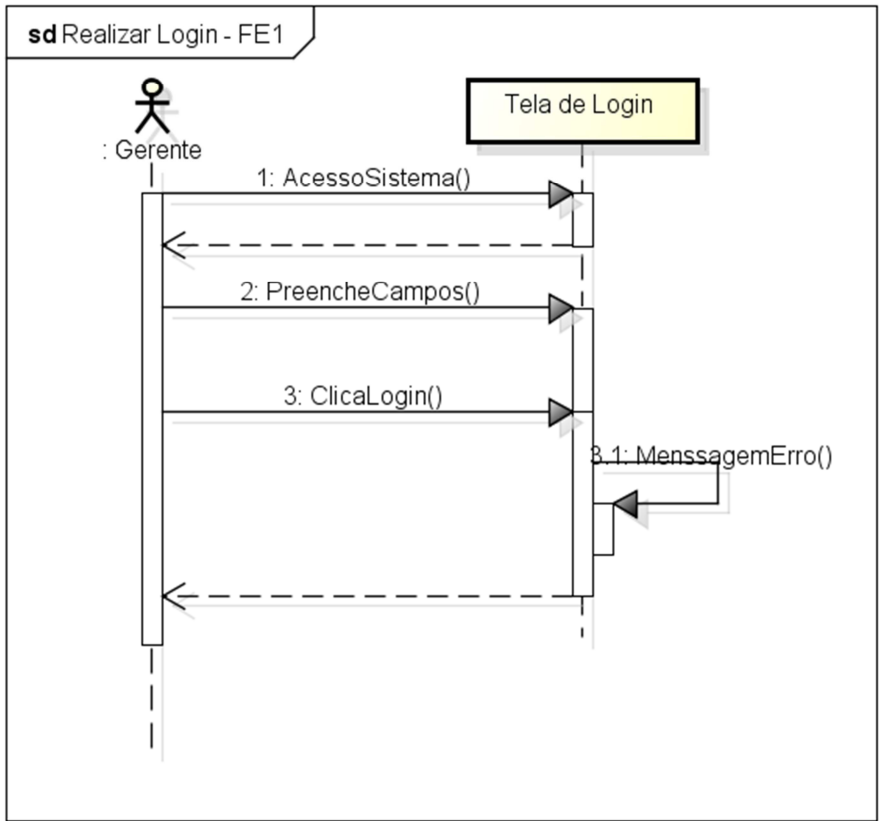 sd Realizar Login - FE1
Tela de Login
: Gerente
1: AcessoSistema()
2: PreencheCampos()
3: ClicaLogin()
3.1: MenssagemErro()